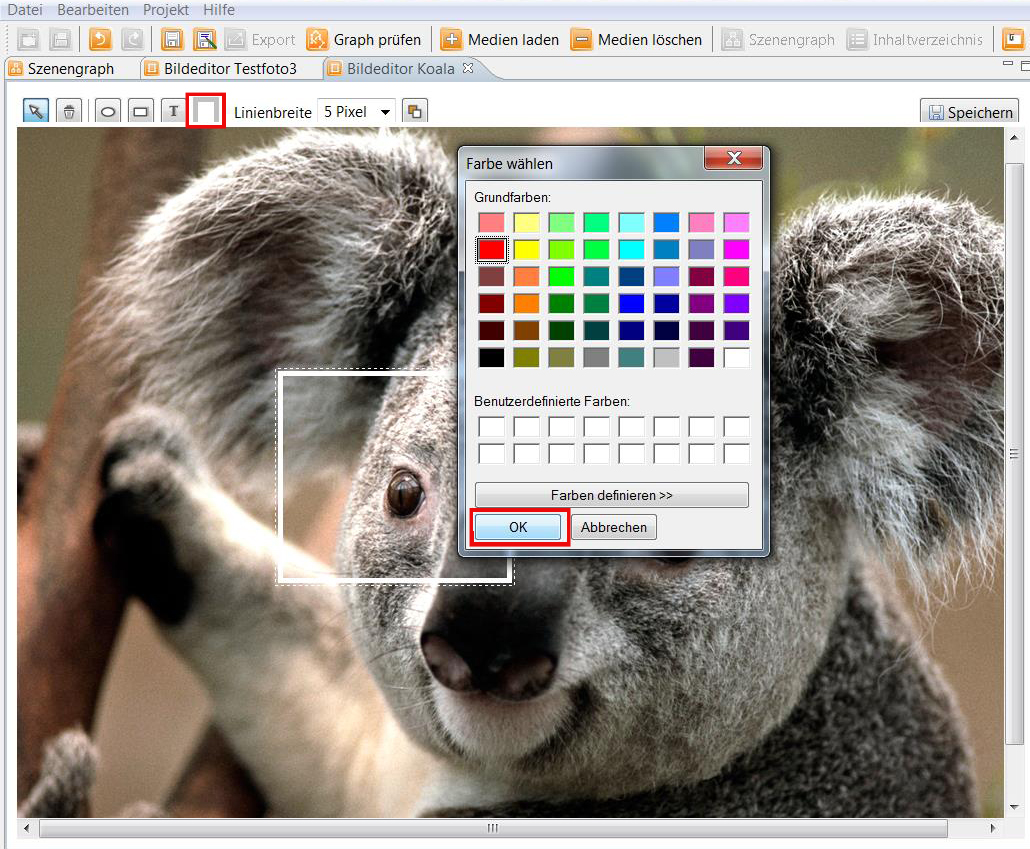 Datei Bearbeiten Projekt Hilfe
Export Graph prüfen Medien laden Medien löschen Szenengraph Inhaltverzeichnis
Szenengraph Bildeditor Testfoto3 Bildeditor Koala
T Linienbreite 5 Pixel Speichern
Farbe wählen
Grundfarben:
Benutzerdefinierte Farben:
Farben definieren >>
OK Abbrechen